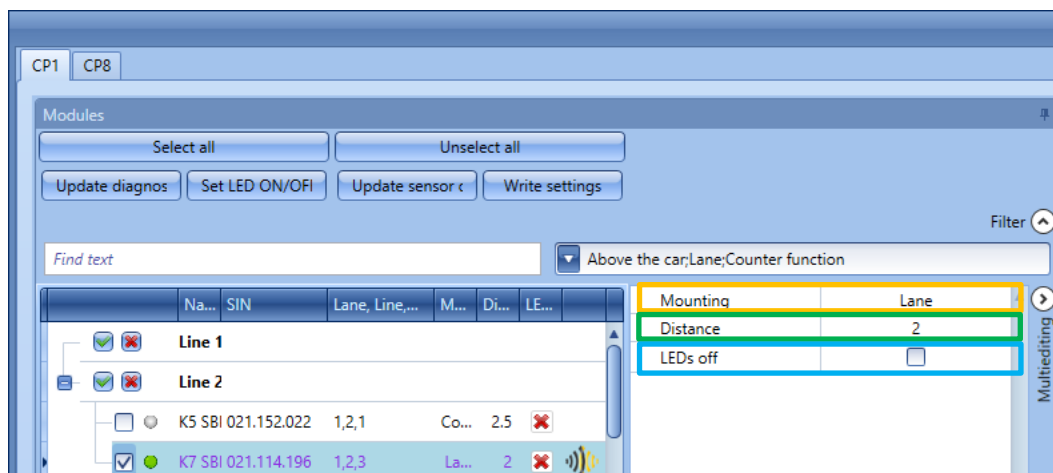 CP1 CP8
Modules
Select all Unselect all
Update diagnos Set LED ON/OFI Update sensor c Write settings
Filter
Find text Above the car;Lane;Counter function
Na... SIN Lane, Line,... M... Di... LE...
Mounting Lane
Distance 2
LEDs off
Multiediting
Line 1
Line 2
K5 SBI 021.152.022 1,2,1 Co... 2.5
K7 SBI 021.114.196 1,2,3 La... 2